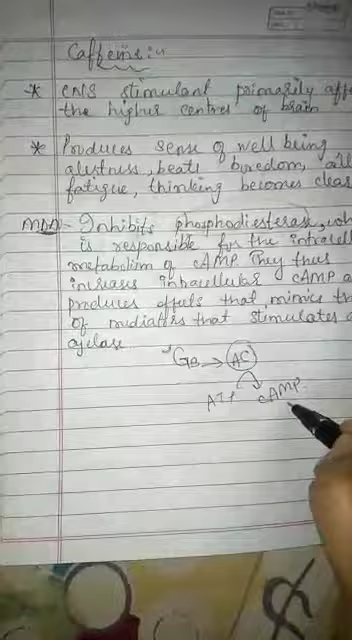 Caffeine :-
* CNS stimulant primarily affe
the higher centres of brain
* Produces sense of well being
alertness, beats boredom, all
fatigue, thinking becomes clear
MOA - Inhibits phosphodiesterase, wh
is responsible for the intracell
metabolism of cAMP. They thus
increases intracellular cAMP a
produces effects that mimics th
of mediators that stimulates a
cyclase
Gs → AC
ATP cAMP